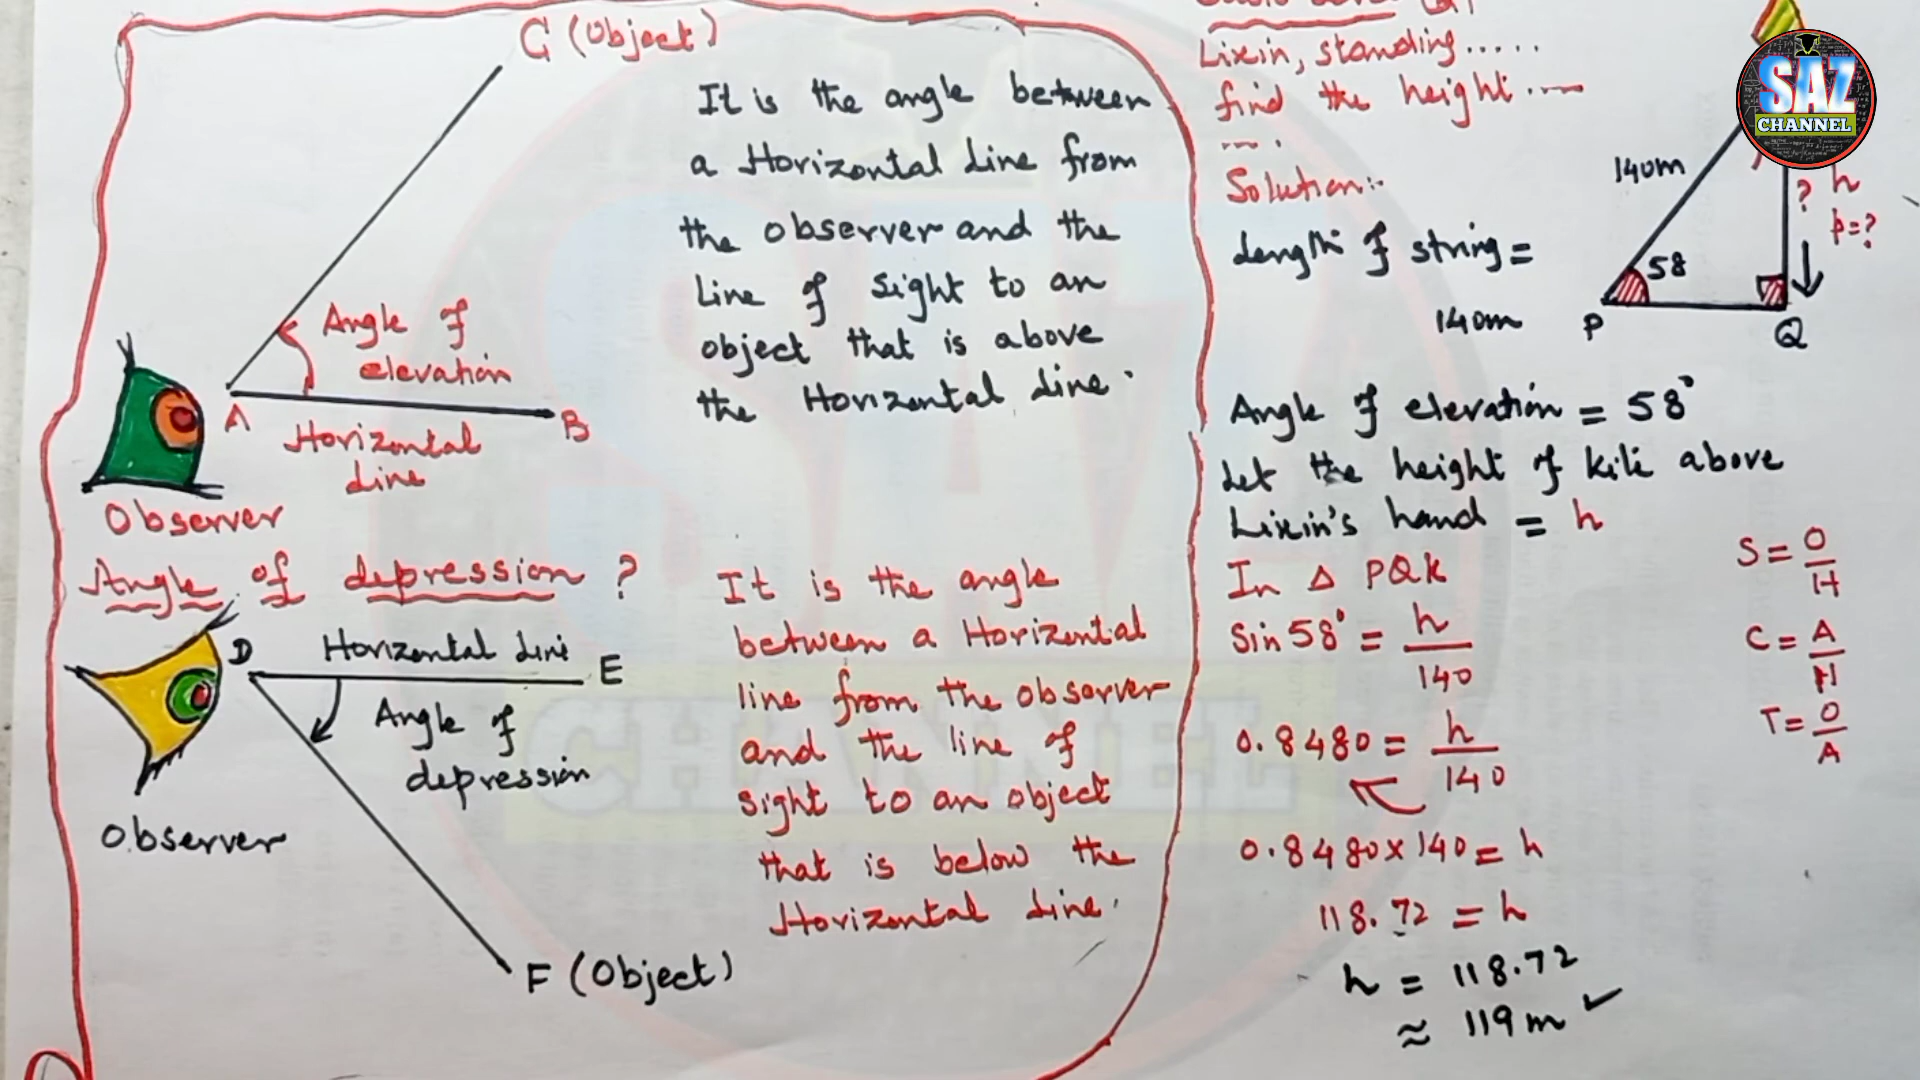 C (Object)
It is the angle between
a Horizontal Line from
the observer and the
Line of sight to an
object that is above
the Horizontal Line.
Angle of
elevation
A
B
Horizontal
Line
Observer
Angle of depression ?
D
Horizontal Line
E
Angle of
depression
Observer
F (Object)
It is the angle
between a Horizontal
line from the observer
and the line of
sight to an object
that is below the
Horizontal Line.
Lixin, standing.....
find the height....
....
Solution:-
Length of string =
140m
SAZ
CHANNEL
140m
h
?
p=?
58
P
Q
Angle of elevation = 58°
Let the height of kite above
Lixin's hand = h
In Δ PQK
Sin 58° = h/140
0.8480 = h/140
0.8480 x 140 = h
118.72 = h
h = 118.72
≈ 119 m ✓
S = O/H
C = A/H
T = O/A